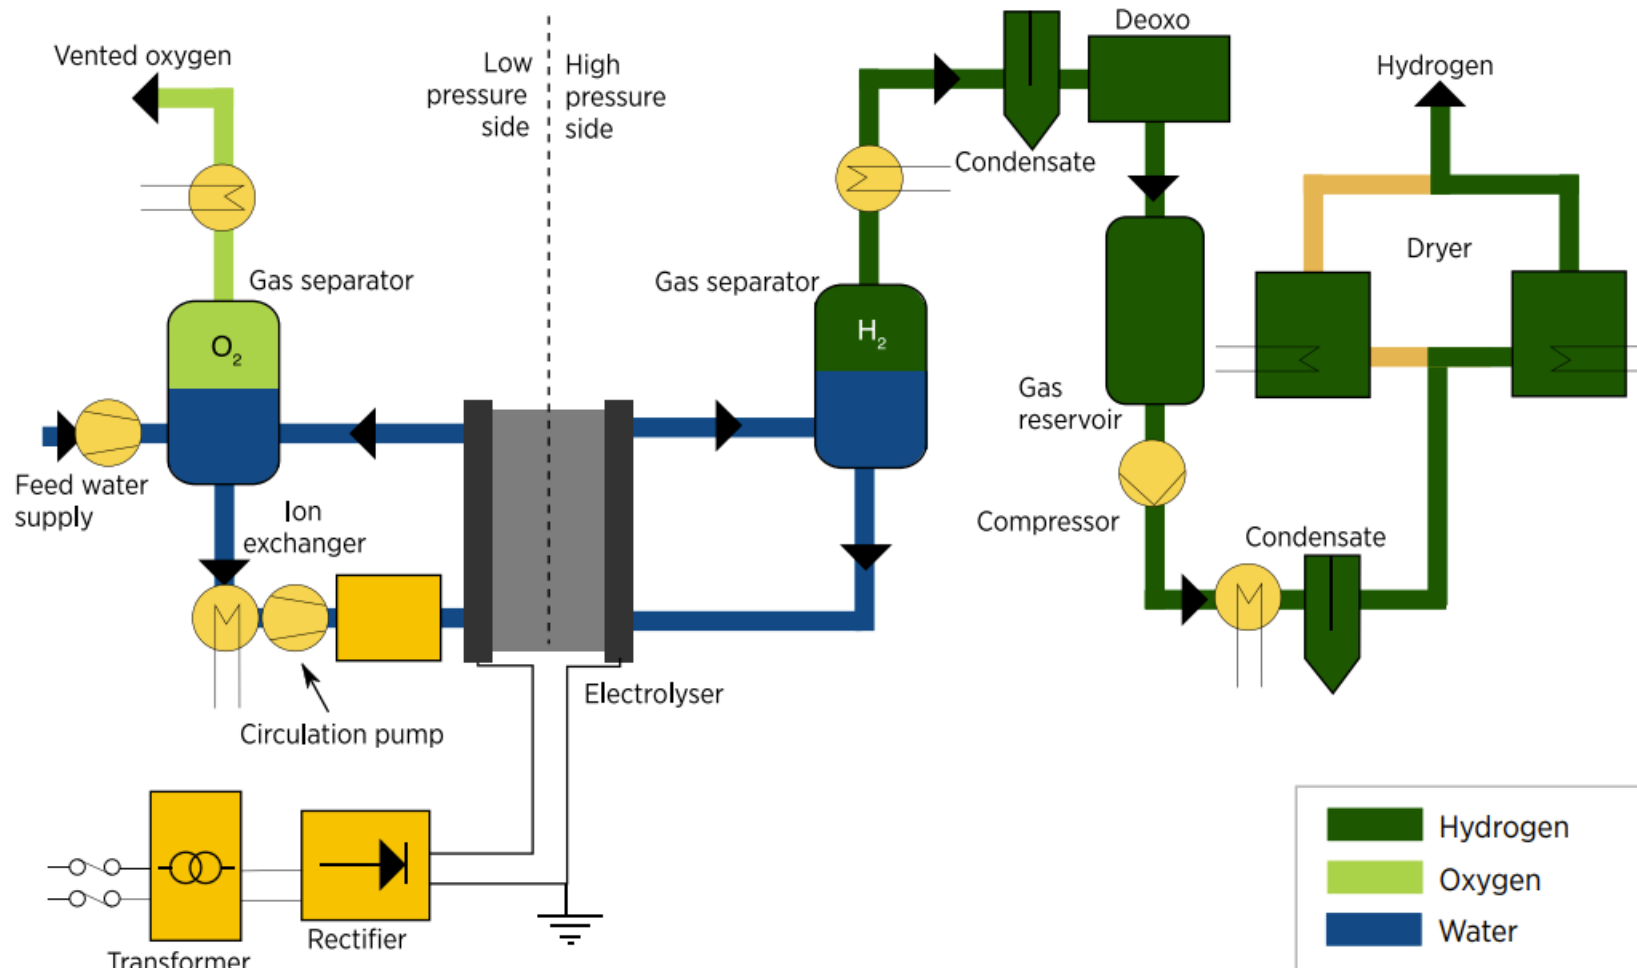 Vented oxygen
Low
pressure
side
High
pressure
side
Deoxo
Condensate
Hydrogen
Dryer
Gas separator
O₂
Gas separator
H₂
Gas
reservoir
Feed water
supply
Ion
exchanger
Compressor
Condensate
Circulation pump
Electrolyser
Transformer
Rectifier
Hydrogen
Oxygen
Water